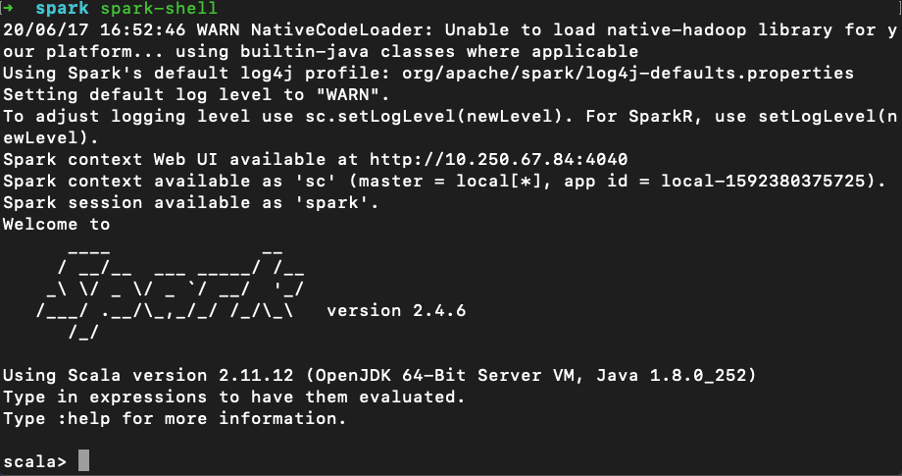 ➜  spark spark-shell
20/06/17 16:52:46 WARN NativeCodeLoader: Unable to load native-hadoop library for y
our platform... using builtin-java classes where applicable
Using Spark's default log4j profile: org/apache/spark/log4j-defaults.properties
Setting default log level to "WARN".
To adjust logging level use sc.setLogLevel(newLevel). For SparkR, use setLogLevel(n
ewLevel).
Spark context Web UI available at http://10.250.67.84:4040
Spark context available as 'sc' (master = local[*], app id = local-1592380375725).
Spark session available as 'spark'.
Welcome to
      ____              __
     / __/__  ___ _____/ /__
    _\ \/ _ \/ _ `/ __/  '_/
   /___/ .__/\_,_/_/ /_/\_\   version 2.4.6
      /_/

Using Scala version 2.11.12 (OpenJDK 64-Bit Server VM, Java 1.8.0_252)
Type in expressions to have them evaluated.
Type :help for more information.

scala>